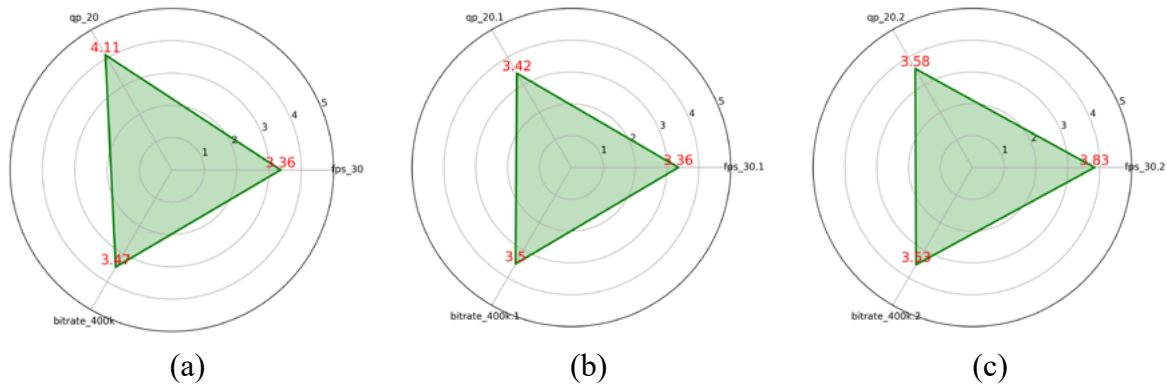 qp_20
4.11
5
4
3
2
1
3.36
fps_30
3.47
bitrate_400k
(a)
qp_20.1
3.42
5
4
3
2
1
3.36
fps_30.1
3.5
bitrate_400k.1
(b)
qp_20.2
3.58
5
4
3
2
1
3.83
fps_30.2
3.53
bitrate_400k.2
(c)